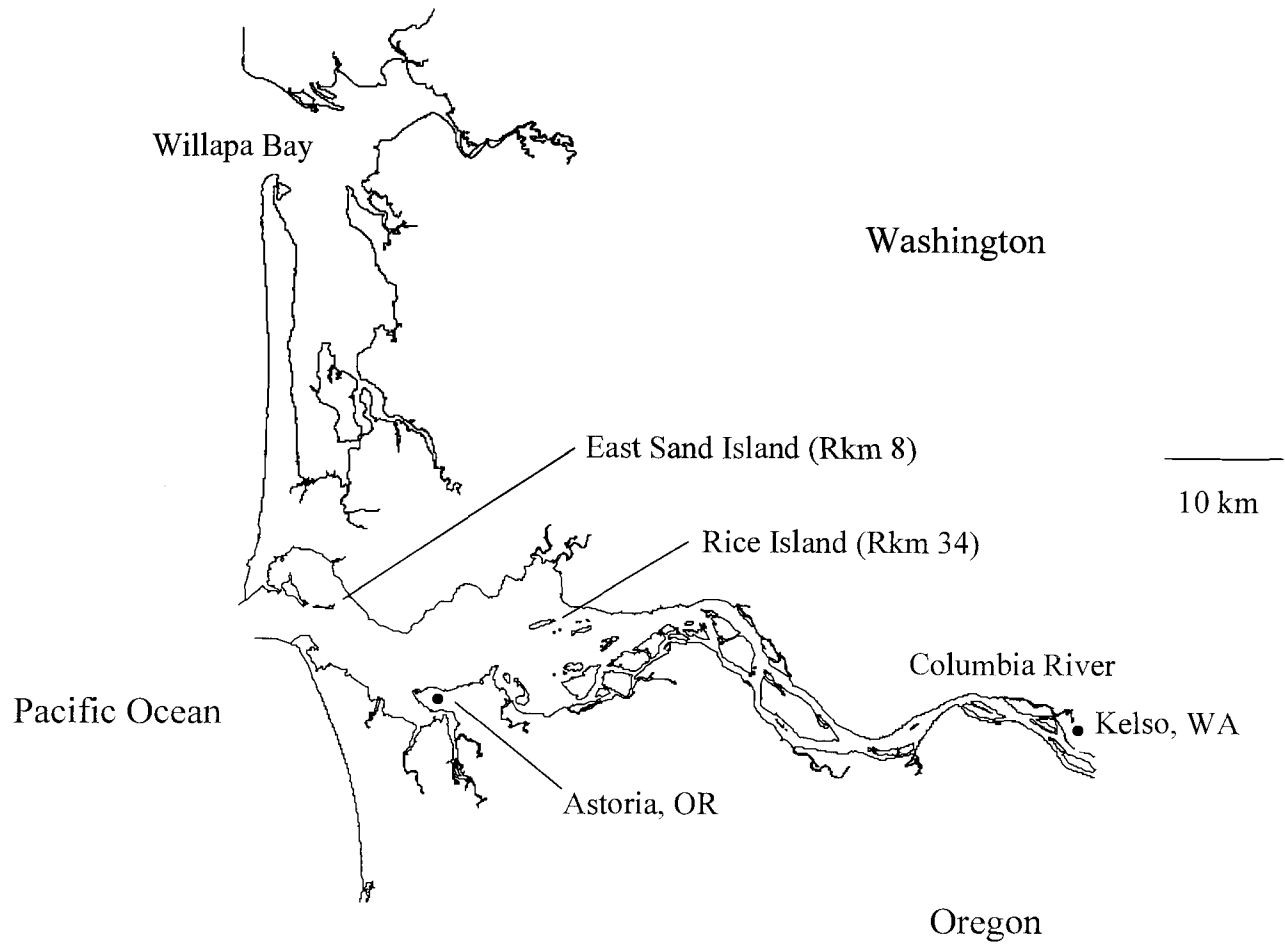 Willapa Bay
Washington
East Sand Island (Rkm 8)
10 km
Rice Island (Rkm 34)
Columbia River
Pacific Ocean
Kelso, WA
Astoria, OR
Oregon